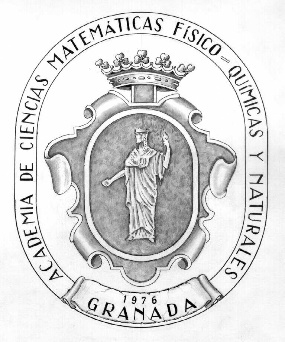 ACADEMIA DE CIENCIAS MATEMÁTICAS FÍSICO=QUÍMICAS Y NATURALES
1976
GRANADA